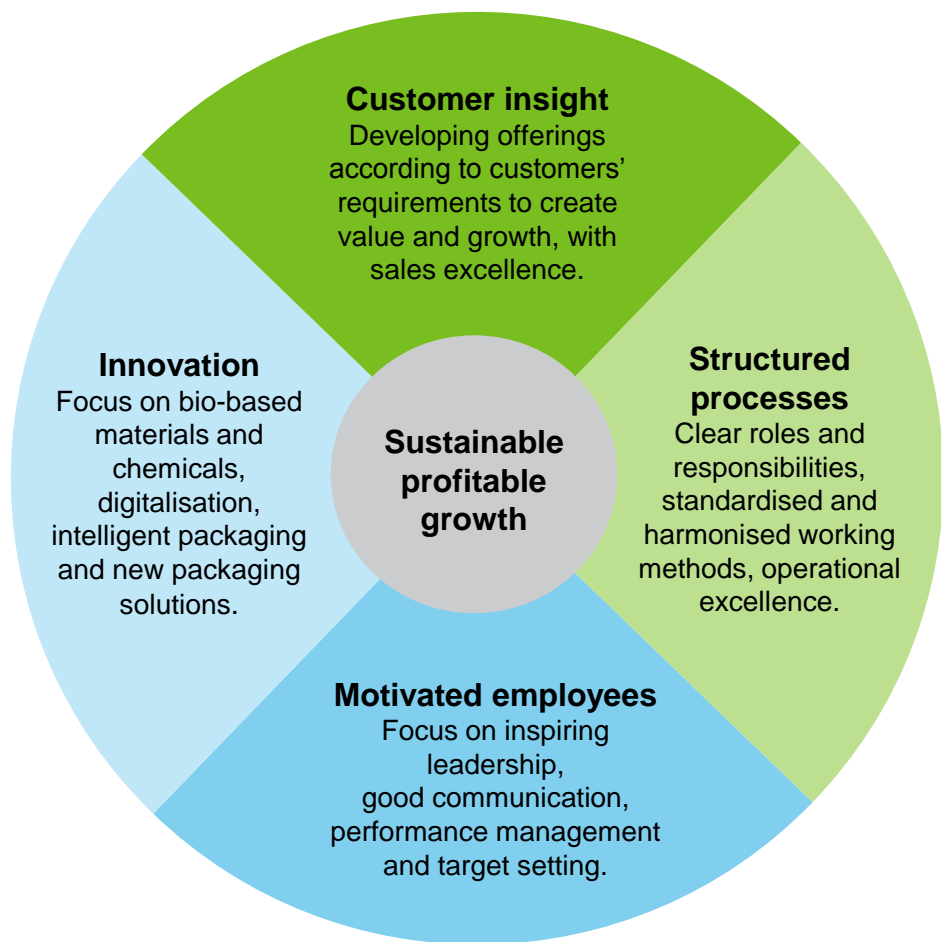 Customer insight
Developing offerings
according to customers’
requirements to create
value and growth, with
sales excellence.
Innovation
Focus on bio-based
materials and
chemicals,
digitalisation,
intelligent packaging
and new packaging
solutions.
Sustainable
profitable
growth
Structured
processes
Clear roles and
responsibilities,
standardised and
harmonised working
methods, operational
excellence.
Motivated employees
Focus on inspiring
leadership,
good communication,
performance management
and target setting.